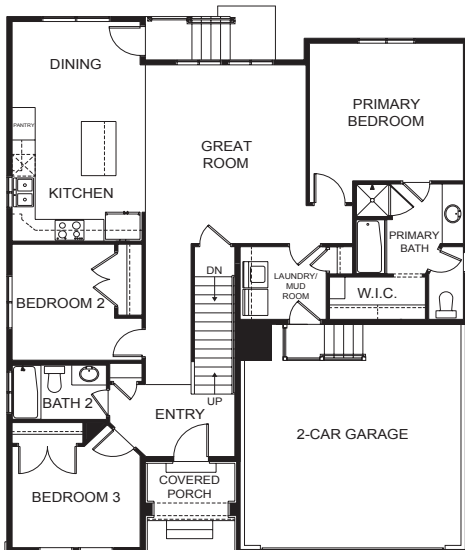 DINING
PRIMARY
BEDROOM
PANTRY
GREAT
ROOM
KITCHEN
PRIMARY
BATH
DN
LAUNDRY/
MUD
ROOM
W.I.C.
BEDROOM 2
UP
BATH 2
ENTRY
2-CAR GARAGE
COVERED
PORCH
BEDROOM 3